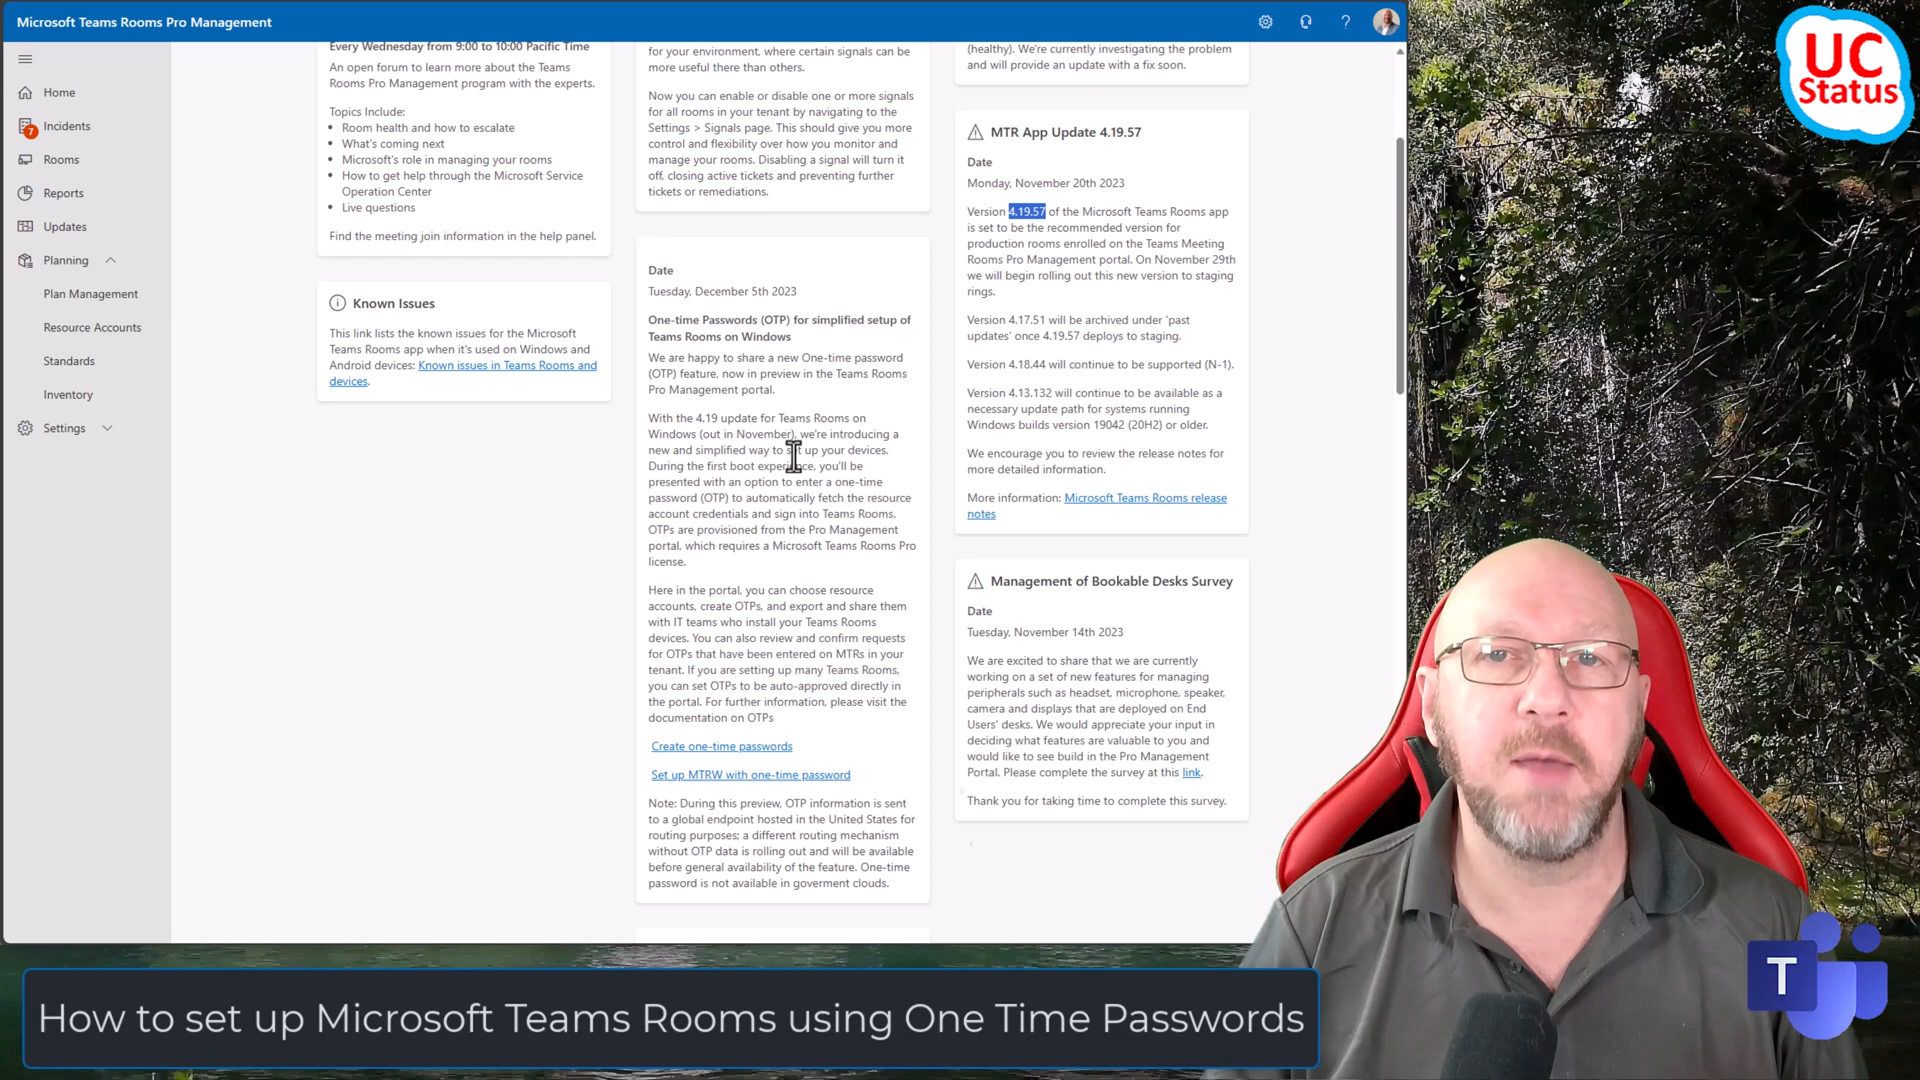 Microsoft Teams Rooms Pro Management
Home
7
Incidents
Rooms
Reports
Updates
Planning
Plan Management
Resource Accounts
Standards
Inventory
Settings
Every Wednesday from 9:00 to 10:00 Pacific Time
An open forum to learn more about the Teams
Rooms Pro Management program with the experts.
Topics Include:
Room health and how to escalate
What's coming next
Microsoft's role in managing your rooms
How to get help through the Microsoft Service
Operation Center
Live questions
Find the meeting join information in the help panel.
Known Issues
This link lists the known issues for the Microsoft
Teams Rooms app when it's used on Windows and
Android devices: Known issues in Teams Rooms and
devices.
for your environment, where certain signals can be
more useful there than others.
Now you can enable or disable one or more signals
for all rooms in your tenant by navigating to the
Settings > Signals page. This should give you more
control and flexibility over how you monitor and
manage your rooms. Disabling a signal will turn it
off, closing active tickets and preventing further
tickets or remediations.
Date
Tuesday, December 5th 2023
One-time Passwords (OTP) for simplified setup of
Teams Rooms on Windows
We are happy to share a new One-time password
(OTP) feature, now in preview in the Teams Rooms
Pro Management portal.
With the 4.19 update for Teams Rooms on
Windows (out in November), we're introducing a
new and simplified way to set up your devices.
During the first boot experience, you'll be
presented with an option to enter a one-time
password (OTP) to automatically fetch the resource
account credentials and sign into Teams Rooms.
OTPs are provisioned from the Pro Management
portal, which requires a Microsoft Teams Rooms Pro
license.
Here in the portal, you can choose resource
accounts, create OTPs, and export and share them
with IT teams who install your Teams Rooms
devices. You can also review and confirm requests
for OTPs that have been entered on MTRs in your
tenant. If you are setting up many Teams Rooms,
you can set OTPs to be auto-approved directly in
the portal. For further information, please visit the
documentation on OTPs
Create one-time passwords
Set up MTRW with one-time password
Note: During this preview, OTP information is sent
to a global endpoint hosted in the United States for
routing purposes; a different routing mechanism
without OTP data is rolling out and will be available
before general availability of the feature. One-time
password is not available in goverment clouds.
(healthy). We're currently investigating the problem
and will provide an update with a fix soon.
MTR App Update 4.19.57
Date
Monday, November 20th 2023
Version 4.19.57 of the Microsoft Teams Rooms app
is set to be the recommended version for
production rooms enrolled on the Teams Meeting
Rooms Pro Management portal. On November 29th
we will begin rolling out this new version to staging
rings.
Version 4.17.51 will be archived under 'past
updates' once 4.19.57 deploys to staging.
Version 4.18.44 will continue to be supported (N-1).
Version 4.13.132 will continue to be available as a
necessary update path for systems running
Windows builds version 19042 (20H2) or older.
We encourage you to review the release notes for
more detailed information.
More information: Microsoft Teams Rooms release
notes
Management of Bookable Desks Survey
Date
Tuesday, November 14th 2023
We are excited to share that we are currently
working on a set of new features for managing
peripherals such as headset, microphone, speaker,
camera and displays that are deployed on End
Users' desks. We would appreciate your input in
deciding what features are valuable to you and
would like to see build in the Pro Management
Portal. Please complete the survey at this link.
Thank you for taking time to complete this survey.
UC
Status
T
How to set up Microsoft Teams Rooms using One Time Passwords